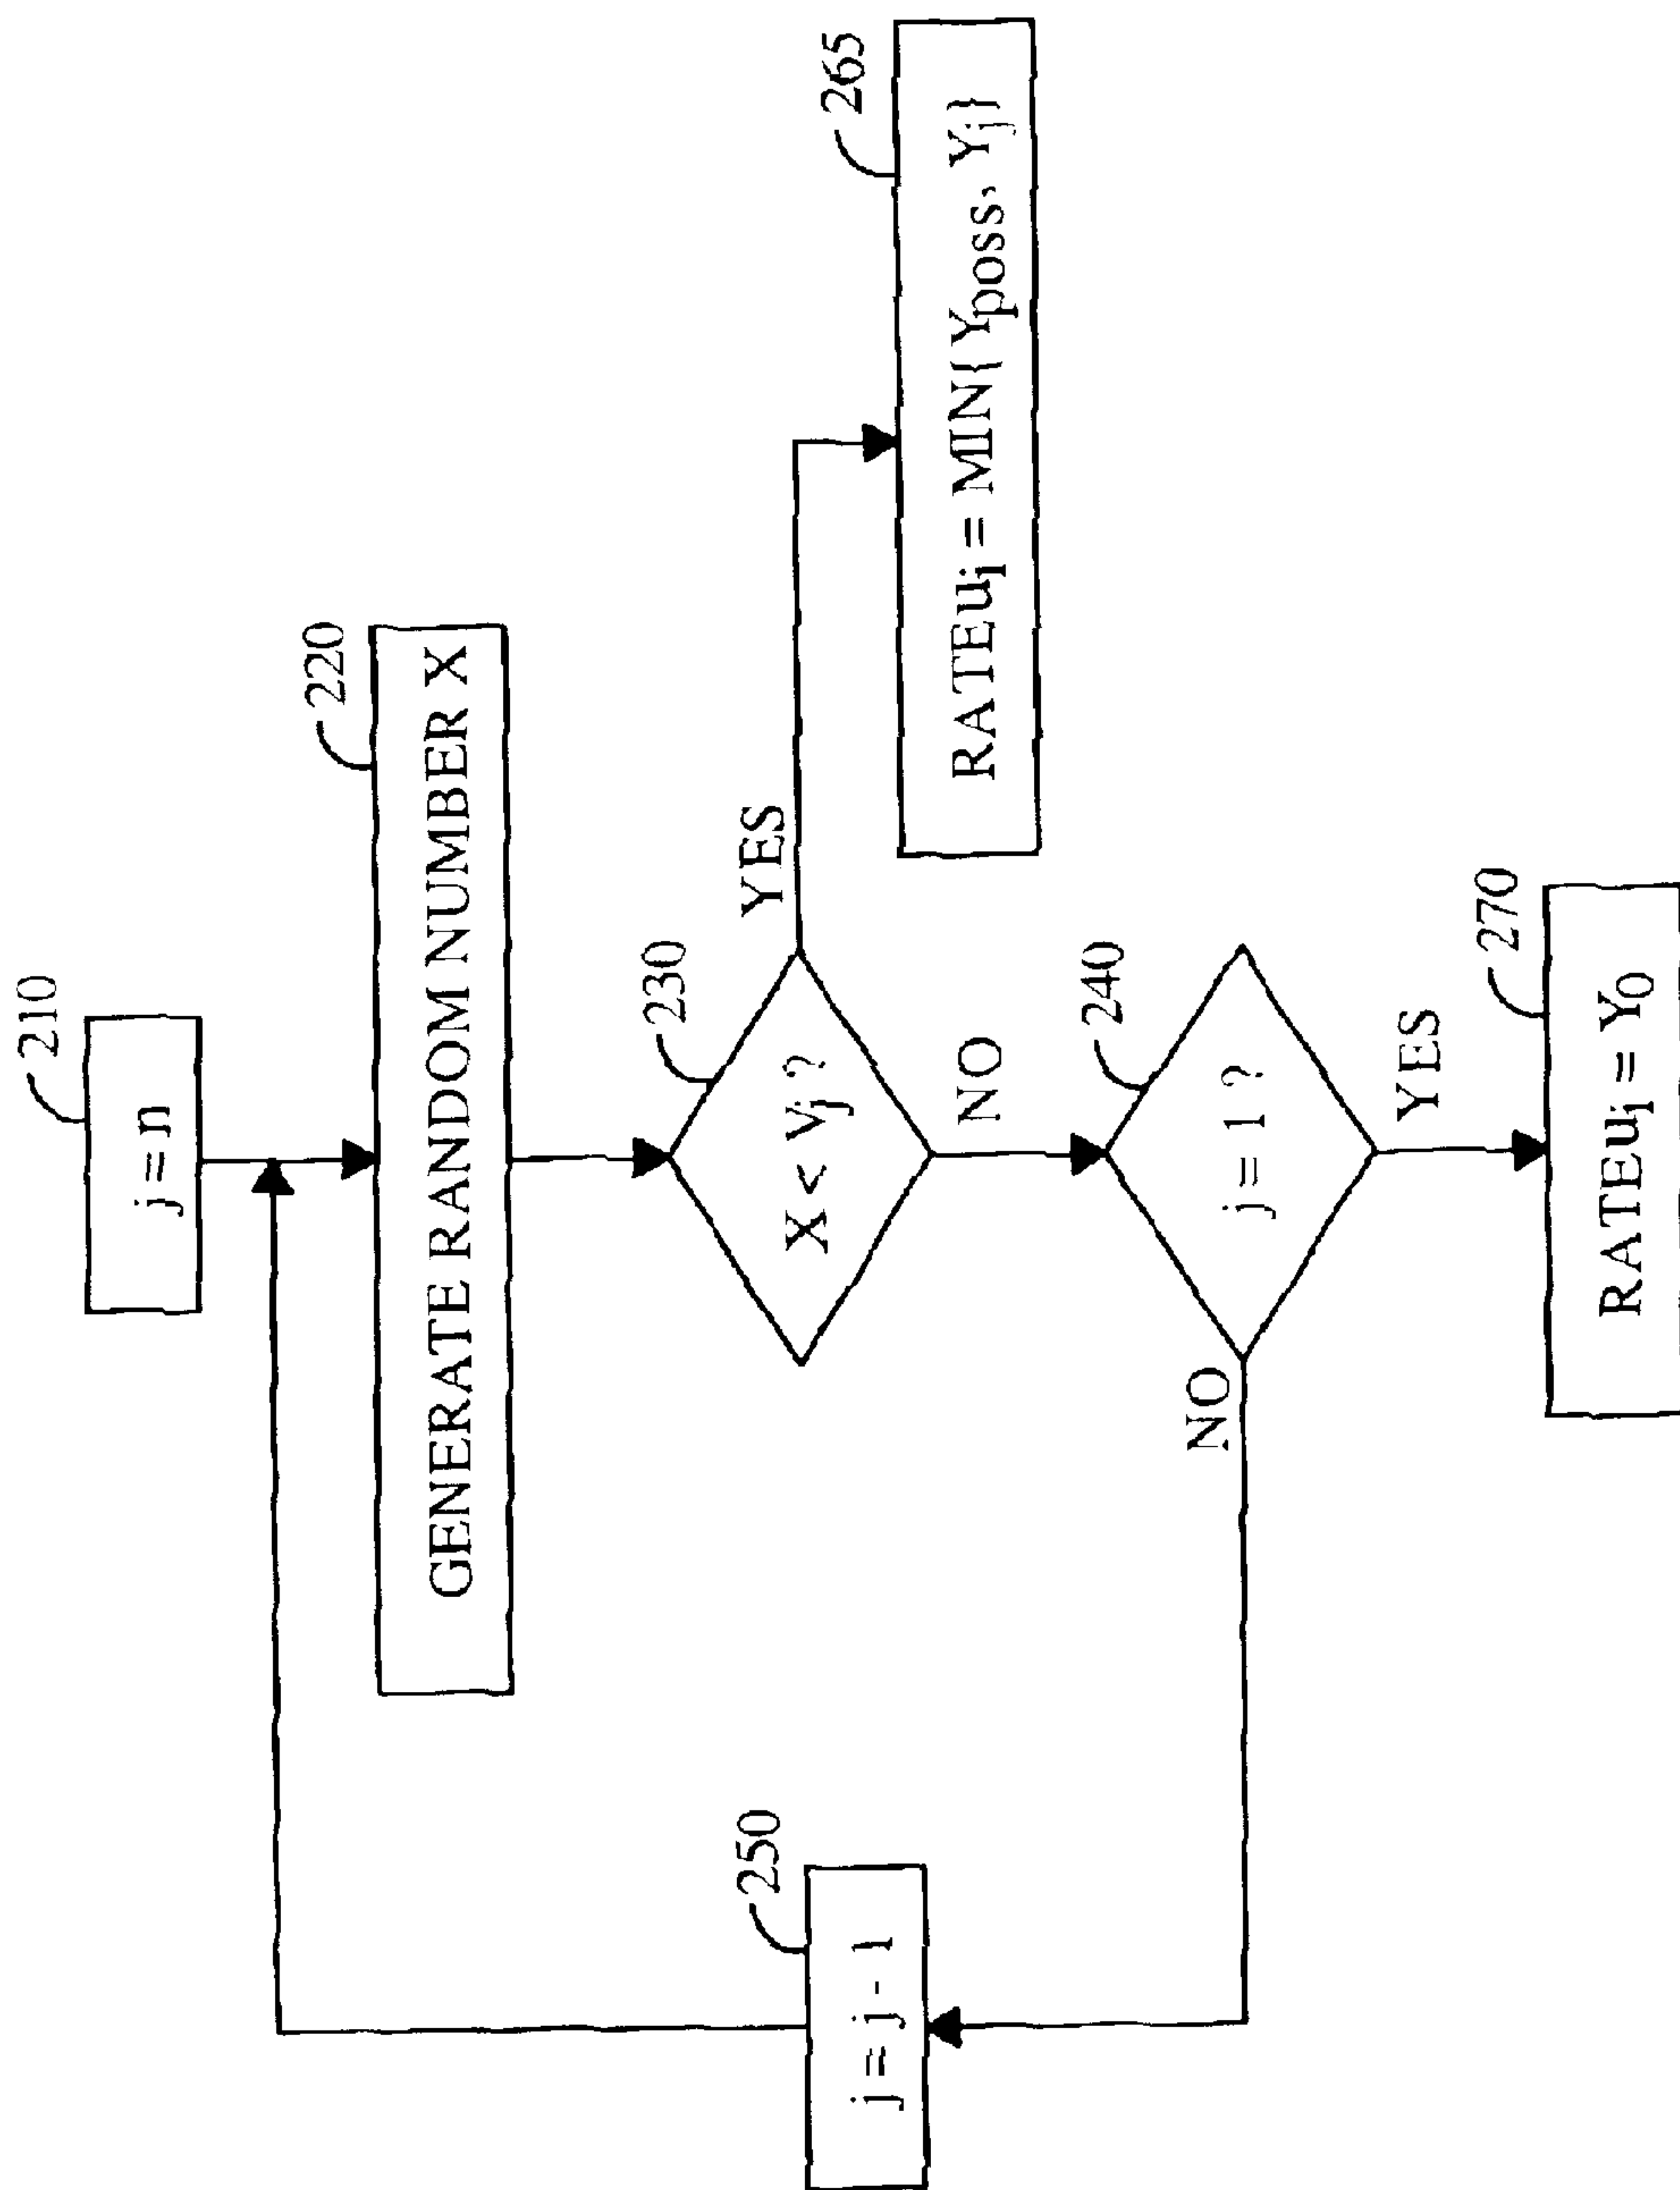 210
j = n
220
GENERATE RANDOM NUMBER X
230
X < Vj ?
YES
265
RATEui = MIN{Yposs, Yj}
NO
240
j = 1 ?
NO
250
j = j - 1
YES
270
RATEui = Y0